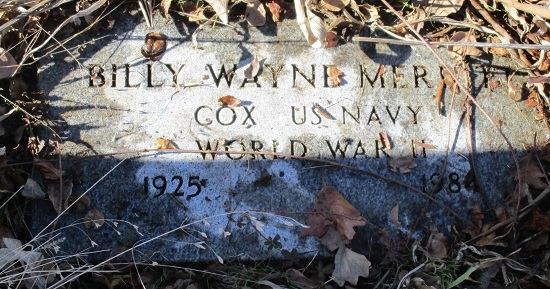 BILLY WAYNE
COX US NAVY
WORLD WAR II
1925